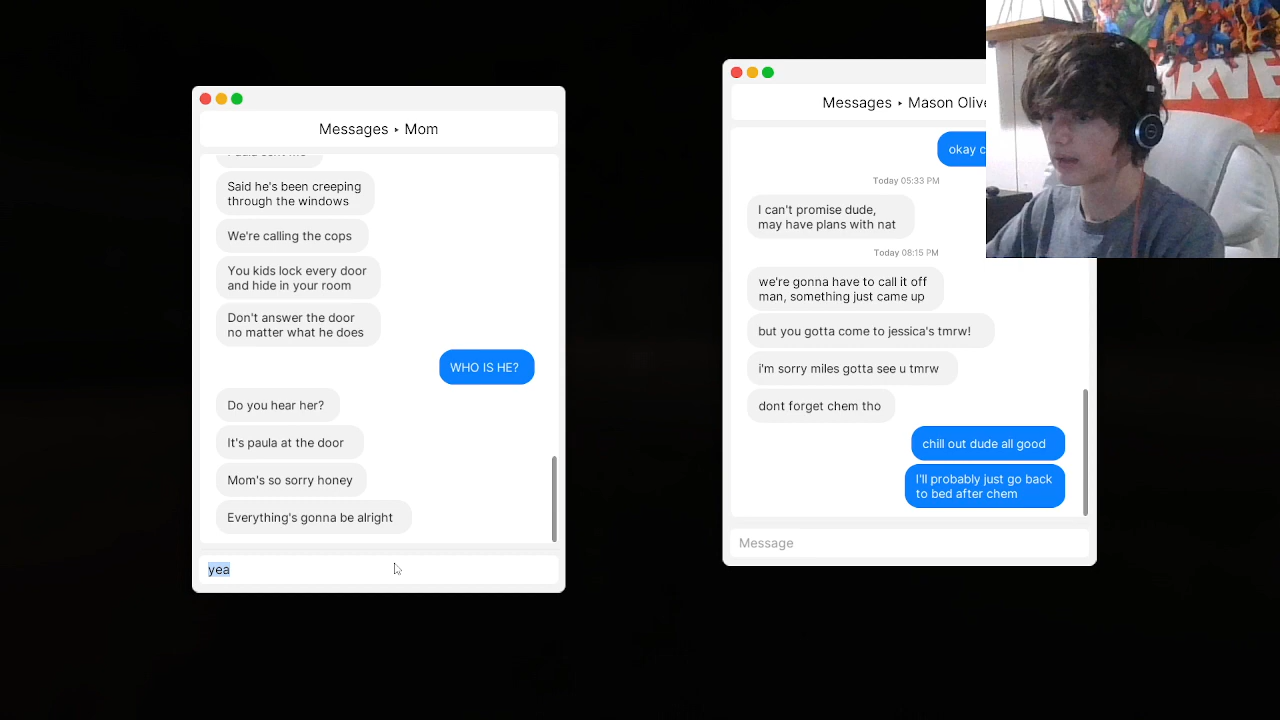 Messages ‣ Mom
Said he's been creeping
through the windows
We're calling the cops
You kids lock every door
and hide in your room
Don't answer the door
no matter what he does
WHO IS HE?
Do you hear her?
It's paula at the door
Mom's so sorry honey
Everything's gonna be alright
yea
Messages ‣ Mason Olive
okay c
Today 05:33 PM
I can't promise dude,
may have plans with nat
Today 08:15 PM
we're gonna have to call it off
man, something just came up
but you gotta come to jessica's tmrw!
i'm sorry miles gotta see u tmrw
dont forget chem tho
chill out dude all good
I'll probably just go back
to bed after chem
Message
ARVE